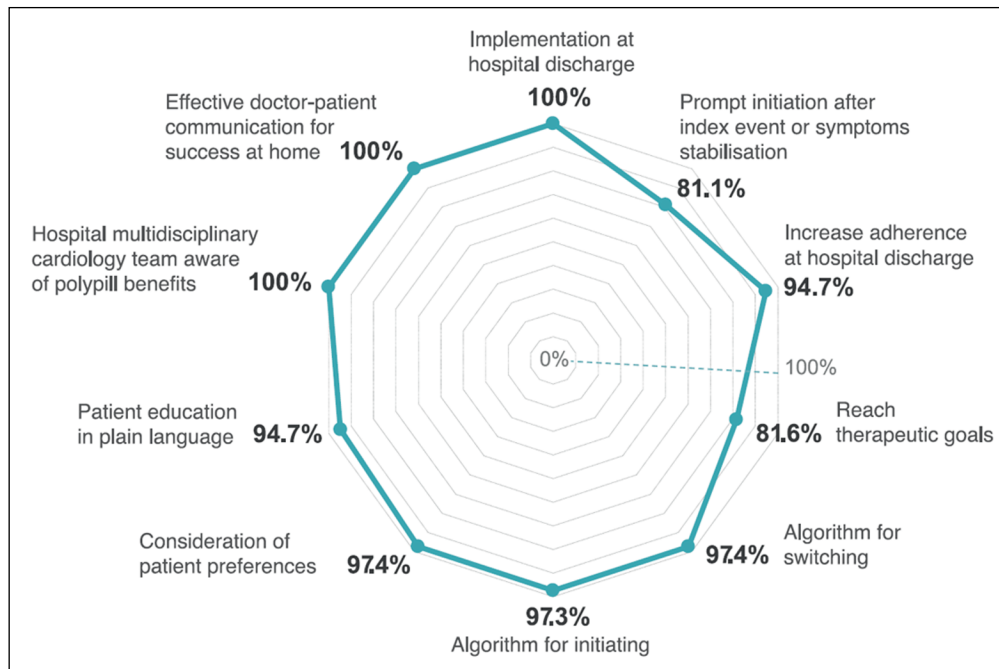 Implementation at
hospital discharge
100%
Prompt initiation after
index event or symptoms
stabilisation
81.1%
Increase adherence
at hospital discharge
94.7%
0%
100%
Reach
therapeutic goals
81.6%
Algorithm for
switching
97.4%
97.3%
Algorithm for initiating
Consideration of
patient preferences
97.4%
Patient education
in plain language
94.7%
Hospital multidisciplinary
cardiology team aware
of polypill benefits
100%
Effective doctor-patient
communication for
success at home
100%